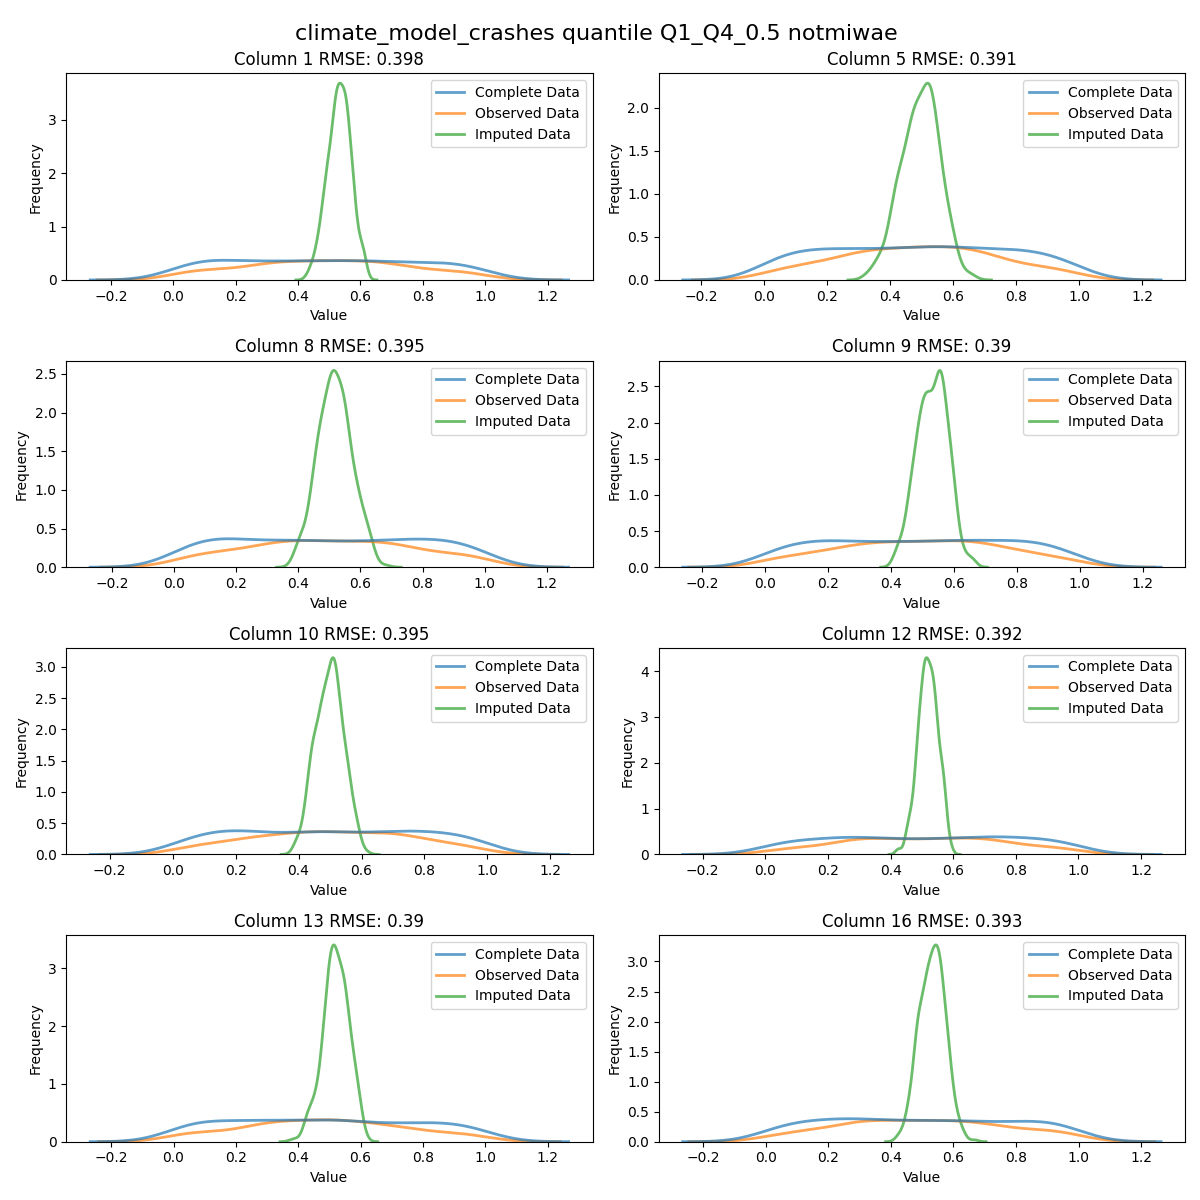 climate_model_crashes quantile Q1_Q4_0.5 notmiwae
Column 1 RMSE: 0.398
Frequency
3
2
1
0
Complete Data
Observed Data
Imputed Data
−0.2 0.0 0.2 0.4 0.6 0.8 1.0 1.2
Value
Column 5 RMSE: 0.391
Frequency
2.0
1.5
1.0
0.5
0.0
Complete Data
Observed Data
Imputed Data
−0.2 0.0 0.2 0.4 0.6 0.8 1.0 1.2
Value
Column 8 RMSE: 0.395
Frequency
2.5
2.0
1.5
1.0
0.5
0.0
Complete Data
Observed Data
Imputed Data
−0.2 0.0 0.2 0.4 0.6 0.8 1.0 1.2
Value
Column 9 RMSE: 0.39
Frequency
2.5
2.0
1.5
1.0
0.5
0.0
Complete Data
Observed Data
Imputed Data
−0.2 0.0 0.2 0.4 0.6 0.8 1.0 1.2
Value
Column 10 RMSE: 0.395
Frequency
3.0
2.5
2.0
1.5
1.0
0.5
0.0
Complete Data
Observed Data
Imputed Data
−0.2 0.0 0.2 0.4 0.6 0.8 1.0 1.2
Value
Column 12 RMSE: 0.392
Frequency
4
3
2
1
0
Complete Data
Observed Data
Imputed Data
−0.2 0.0 0.2 0.4 0.6 0.8 1.0 1.2
Value
Column 13 RMSE: 0.39
Frequency
3
2
1
0
Complete Data
Observed Data
Imputed Data
−0.2 0.0 0.2 0.4 0.6 0.8 1.0 1.2
Value
Column 16 RMSE: 0.393
Frequency
3.0
2.5
2.0
1.5
1.0
0.5
0.0
Complete Data
Observed Data
Imputed Data
−0.2 0.0 0.2 0.4 0.6 0.8 1.0 1.2
Value